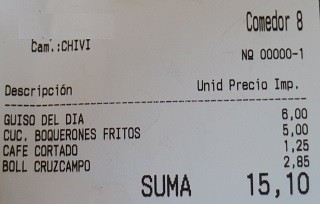 Comedor 8
Cam.:CHIVI
NQ 00000-1
Descripción Unid Precio Imp.
GUISO DEL DIA 6,00
CUC. BOQUERONES FRITOS 5,00
CAFE CORTADO 1,25
BOLL CRUZCAMPO 2,85
SUMA 15,10